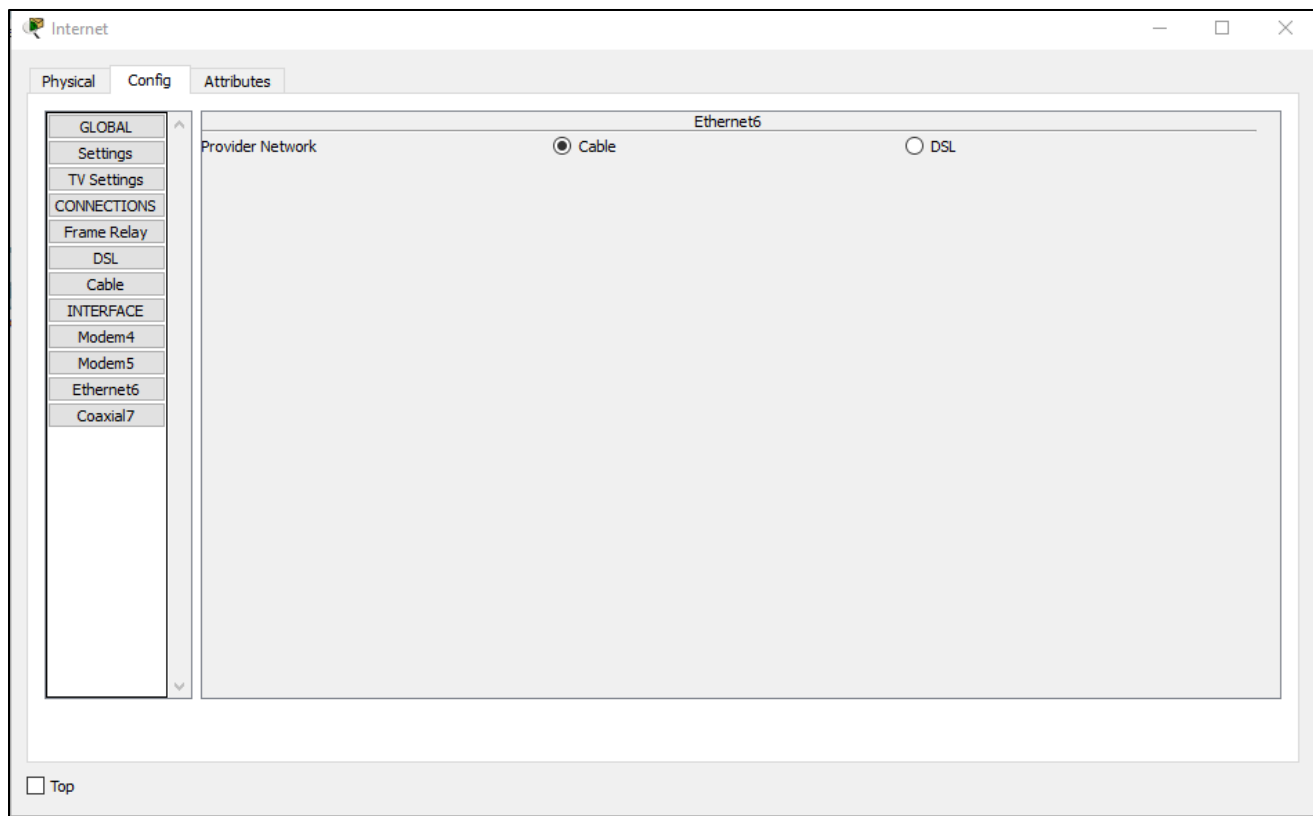 Internet
Physical Config Attributes
GLOBAL
Settings
TV Settings
CONNECTIONS
Frame Relay
DSL
Cable
INTERFACE
Modem4
Modem5
Ethernet6
Coaxial7
Ethernet6
Provider Network Cable DSL
Top